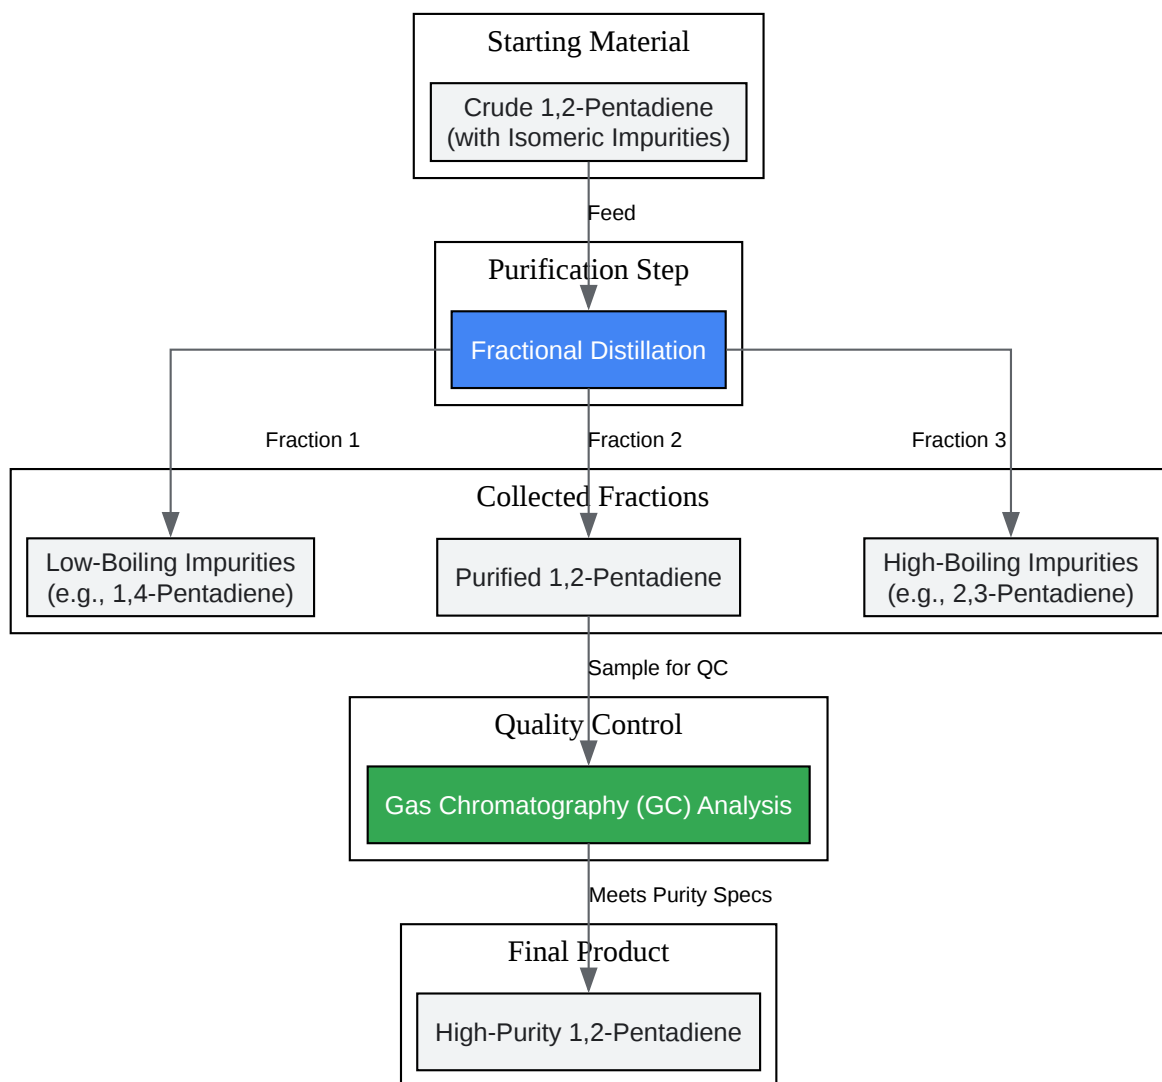 Starting Material
Crude 1,2-Pentadiene
(with Isomeric Impurities)
Feed
Purification Step
Fractional Distillation
Fraction 1
Fraction 2
Fraction 3
Collected Fractions
Low-Boiling Impurities
(e.g., 1,4-Pentadiene)
Purified 1,2-Pentadiene
High-Boiling Impurities
(e.g., 2,3-Pentadiene)
Sample for QC
Quality Control
Gas Chromatography (GC) Analysis
Meets Purity Specs
Final Product
High-Purity 1,2-Pentadiene